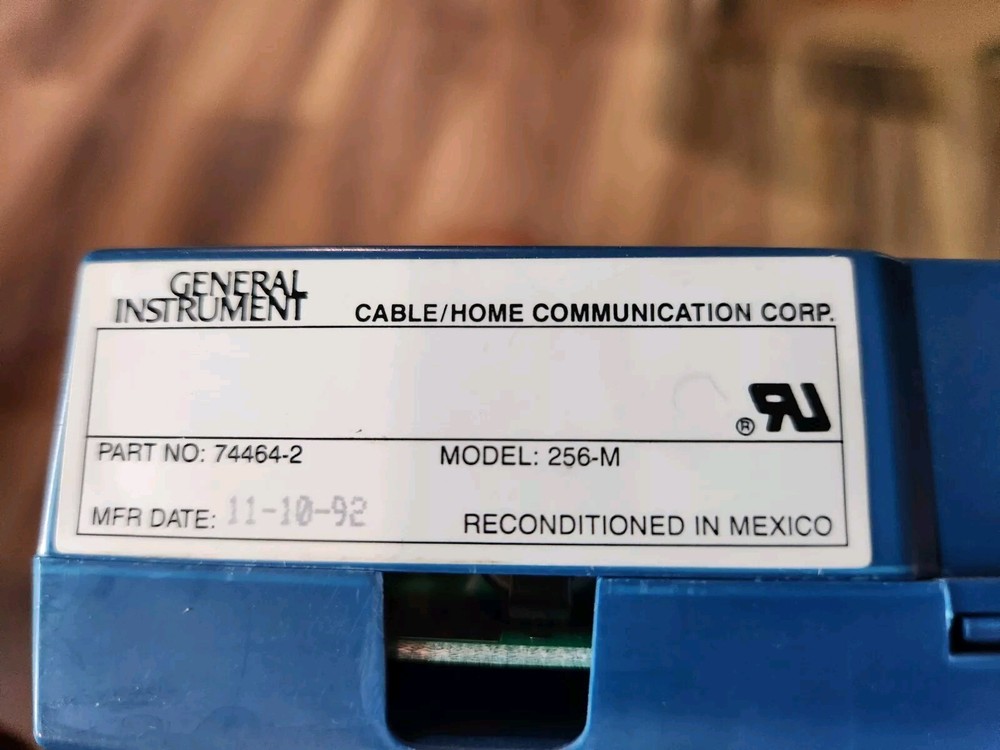 GENERAL
INSTRUMENT
CABLE/HOME COMMUNICATION CORP.
®
PART NO: 74464-2 MODEL: 256-M
MFR DATE: 11-10-92 RECONDITIONED IN MEXICO